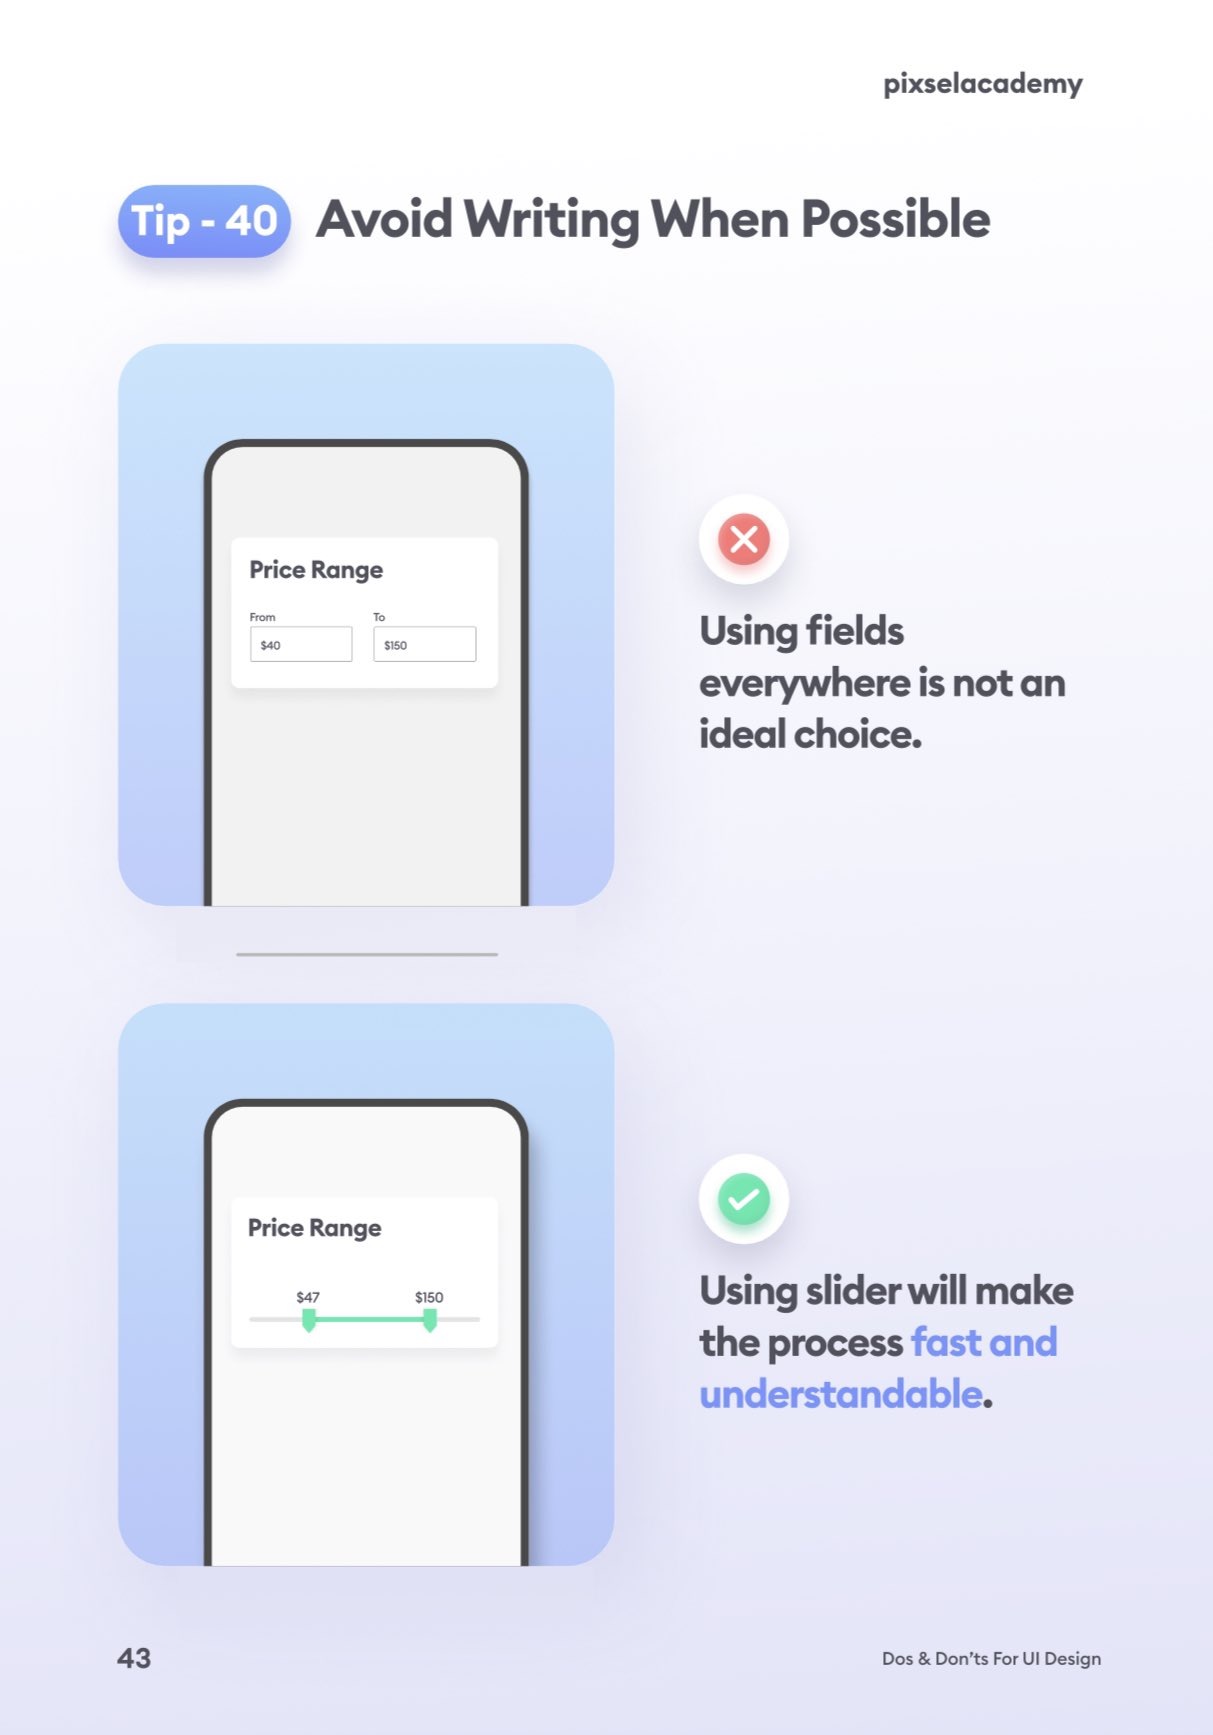 pixselacademy
Tip - 40
Avoid Writing When Possible
Price Range
From
To
$40
$150
Using fields
everywhere is not an
ideal choice.
Price Range
$47
$150
Using slider will make
the process fast and
understandable.
43
Dos & Don’ts For UI Design